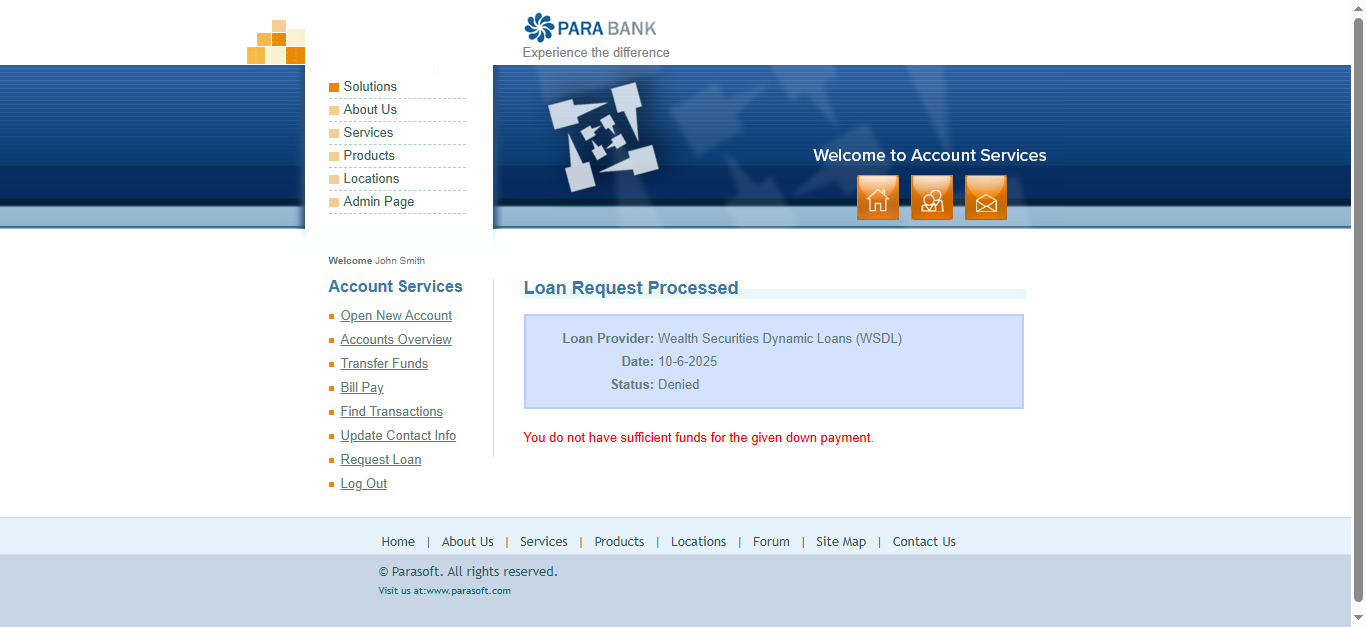 PARA BANK
Experience the difference
Solutions
About Us
Services
Products
Locations
Admin Page
Welcome to Account Services
Welcome John Smith
Account Services
Open New Account
Accounts Overview
Transfer Funds
Bill Pay
Find Transactions
Update Contact Info
Request Loan
Log Out
Loan Request Processed
Loan Provider: Wealth Securities Dynamic Loans (WSDL)
Date: 10-6-2025
Status: Denied
You do not have sufficient funds for the given down payment.
Home | About Us | Services | Products | Locations | Forum | Site Map | Contact Us
© Parasoft. All rights reserved.
Visit us at:www.parasoft.com